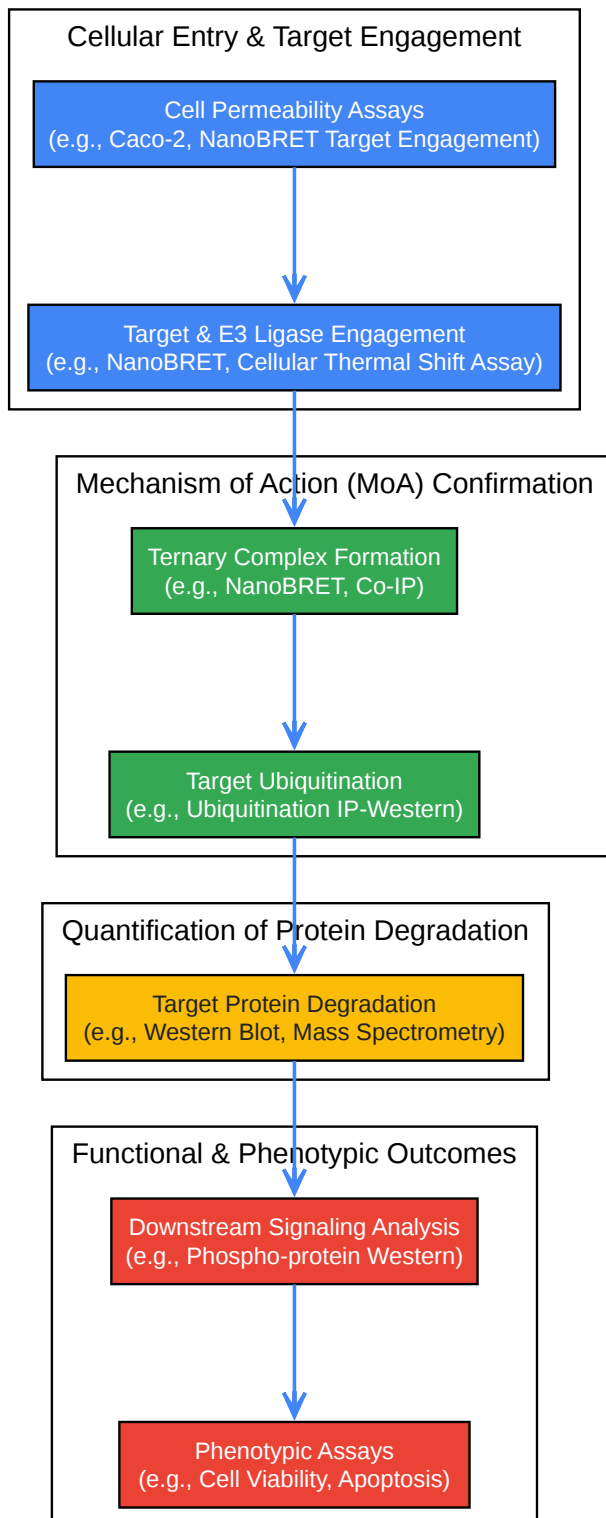 Cellular Entry & Target Engagement
Cell Permeability Assays
(e.g., Caco-2, NanoBRET Target Engagement)
Target & E3 Ligase Engagement
(e.g., NanoBRET, Cellular Thermal Shift Assay)
Mechanism of Action (MoA) Confirmation
Ternary Complex Formation
(e.g., NanoBRET, Co-IP)
Target Ubiquitination
(e.g., Ubiquitination IP-Western)
Quantification of Protein Degradation
Target Protein Degradation
(e.g., Western Blot, Mass Spectrometry)
Functional & Phenotypic Outcomes
Downstream Signaling Analysis
(e.g., Phospho-protein Western)
Phenotypic Assays
(e.g., Cell Viability, Apoptosis)